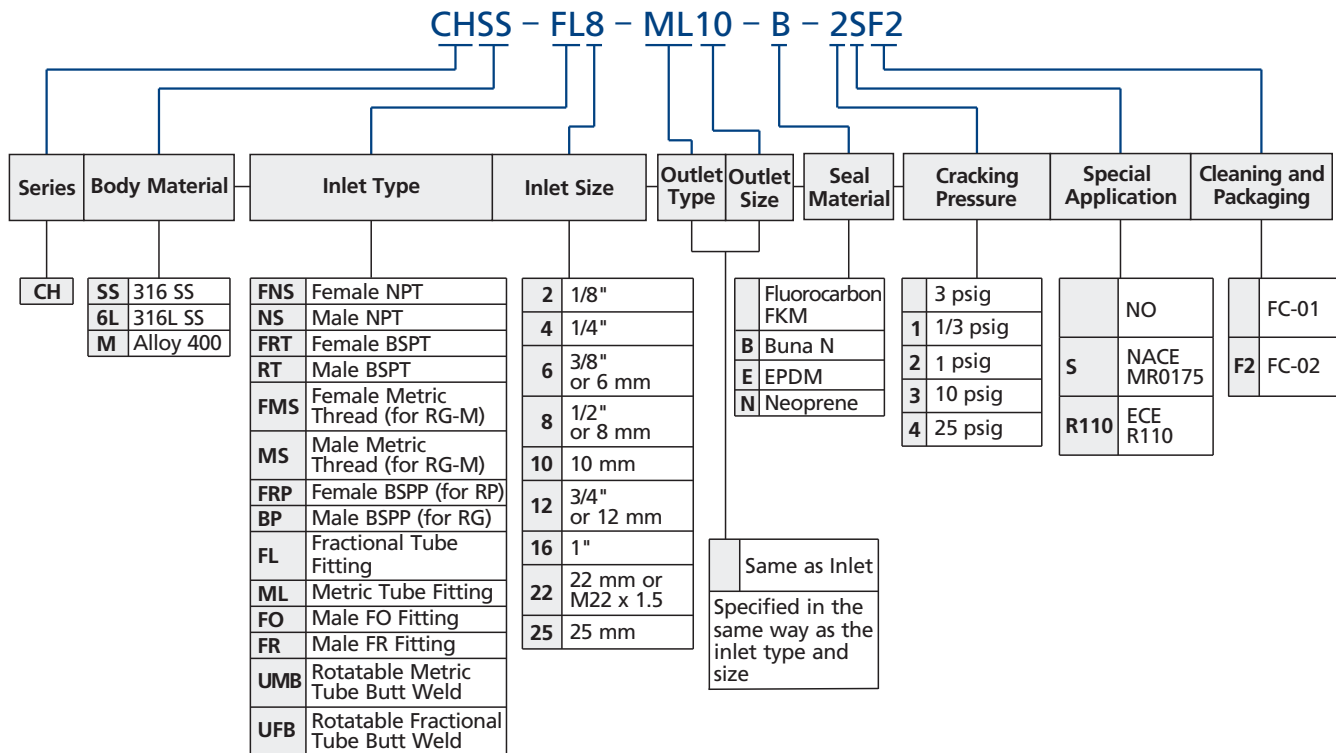 CHSS – FL8 – ML10 – B – 2SF2
Series
Body Material
Inlet Type
Inlet Size
Outlet
Type
Outlet
Size
Seal
Material
Cracking
Pressure
Special
Application
Cleaning and
Packaging
CH
SS 316 SS
6L 316L SS
M Alloy 400
FNS Female NPT
NS Male NPT
FRT Female BSPT
RT Male BSPT
FMS Female Metric
Thread (for RG-M)
MS Male Metric
Thread (for RG-M)
FRP Female BSPP (for RP)
BP Male BSPP (for RG)
FL Fractional Tube
Fitting
ML Metric Tube Fitting
FO Male FO Fitting
FR Male FR Fitting
UMB Rotatable Metric
Tube Butt Weld
UFB Rotatable Fractional
Tube Butt Weld
2 1/8"
4 1/4"
6 3/8"
or 6 mm
8 1/2"
or 8 mm
10 10 mm
12 3/4"
or 12 mm
16 1"
22 22 mm or
M22 x 1.5
25 25 mm
Same as Inlet
Specified in the
same way as the
inlet type and
size
Fluorocarbon
FKM
B Buna N
E EPDM
N Neoprene
3 psig
1 1/3 psig
2 1 psig
3 10 psig
4 25 psig
NO
S NACE
MR0175
R110 ECE
R110
FC-01
F2 FC-02